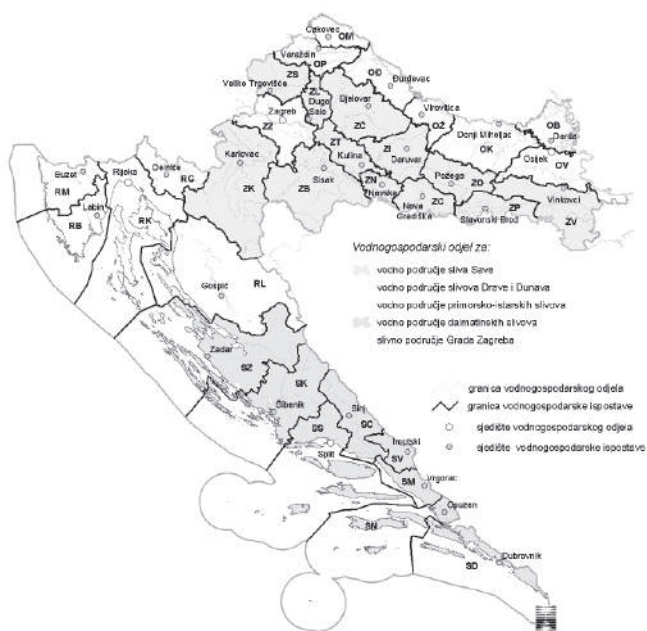 Čakovec
OM
Varaždin
OP
ZS
OĐ
Veliko Trgovišće
Đurđevac
ZL
Dugo Selo
Bjelovar
Virovitica
Zagreb
ZZ
ZČ
OŽ
Donji Miholjac
OB
Darda
ZT
ZI
OK
Osijek
OV
Buzet
Rijeka
Delnice
Karlovac
Kutina
Daruvar
RM
RC
ZK
ZB
Sisak
ZN
Novska
Požega
ZO
Vinkovci
Labin
RB
RK
Nova Gradiška
ZC
ZP
Slavonski Brod
ZV
Vodnogospodarski odjel za:
vodno područje sliva Save
vodno područje slivova Drave i Dunava
vodno područje primorsko-istarskih slivova
vodno područje dalmatinskih slivova
slivno područje Grada Zagreba
Gospić
RL
Zadar
SZ
SK
granica vodnogospodarskog odjela
granica vodnogospodarske ispostave
sjedište vodnogospodarskog odjela
sjedište vodnogospodarske ispostave
Šibenik
Sinj
SC
SS
Split
Imotski
SV
SM
Vrgorac
Opuzen
SN
Dubrovnik
SD